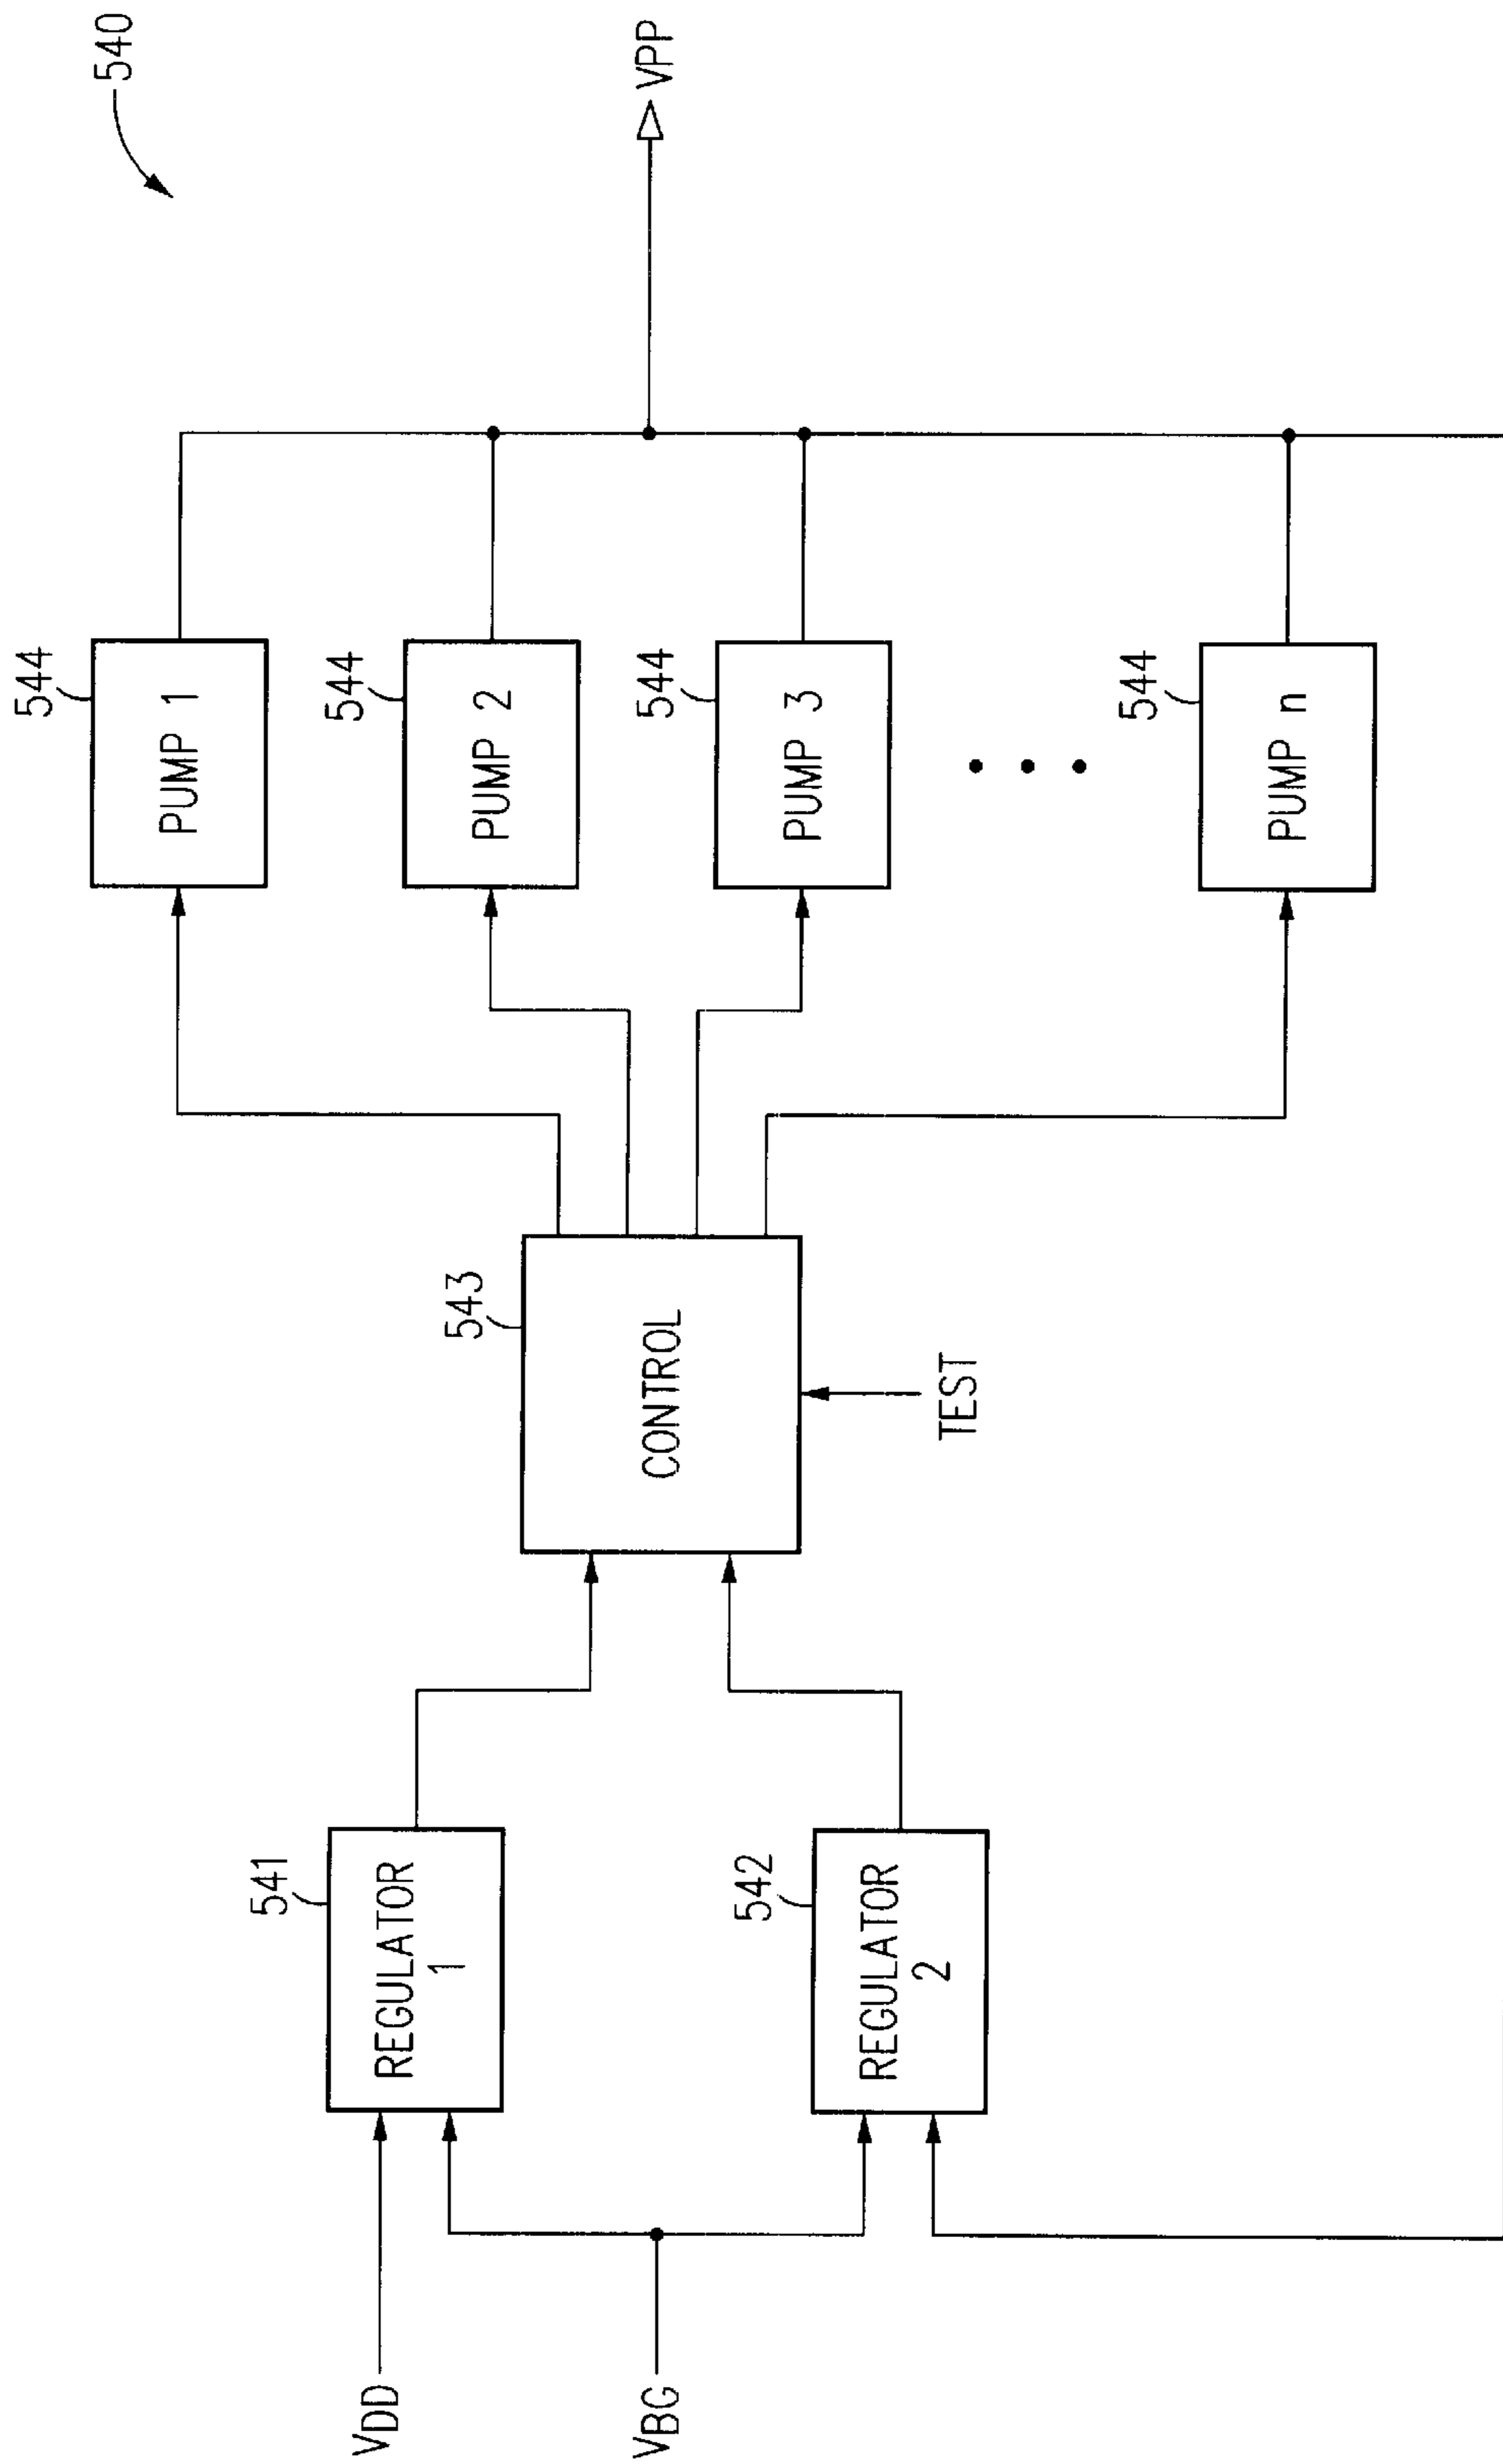 540
544
PUMP 1
544
PUMP 2
VPP
544
PUMP 3
544
PUMP n
543
CONTROL
TEST
541
REGULATOR
1
542
REGULATOR
2
VDD
VBG